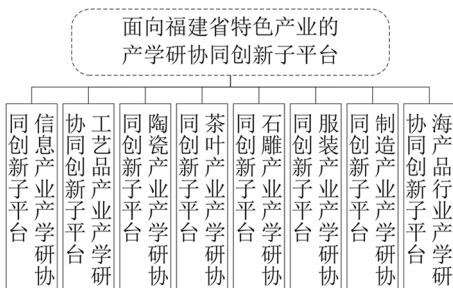 面向福建省特色产业的
产学研协同创新子平台
信息产业产学研协
同创新子平台
工艺品产业产学研
协同创新子平台
陶瓷产业产学研协
同创新子平台
茶叶产业产学研协
同创新子平台
石雕产业产学研协
同创新子平台
服装产业产学研协
同创新子平台
制造产业产学研协
同创新子平台
海产品行业产学研
协同创新子平台